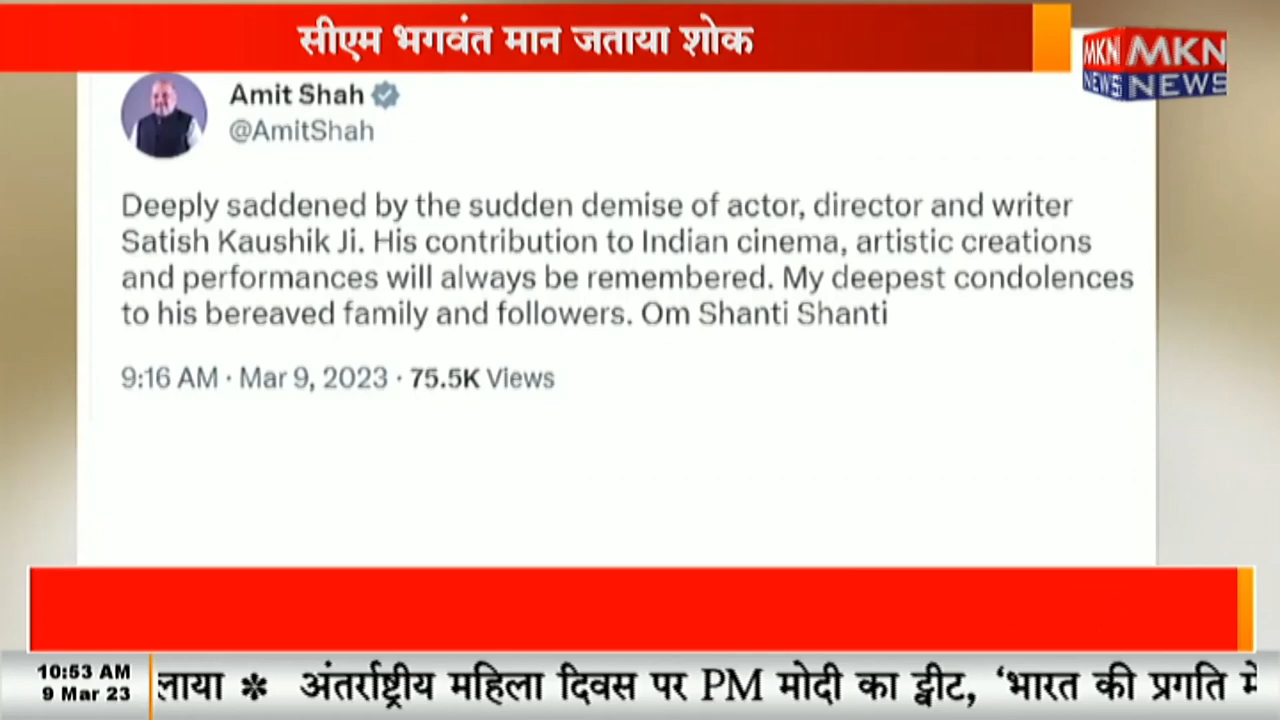 सीएम भगवंत मान जताया शोक
MKN MKN
NEWS NEWS
Amit Shah
@AmitShah
Deeply saddened by the sudden demise of actor, director and writer
Satish Kaushik Ji. His contribution to Indian cinema, artistic creations
and performances will always be remembered. My deepest condolences
to his bereaved family and followers. Om Shanti Shanti
9:16 AM · Mar 9, 2023 · 75.5K Views
10:53 AM
9 Mar 23
लाया * अंतर्राष्ट्रीय महिला दिवस पर PM मोदी का ट्वीट, ‘भारत की प्रगति में